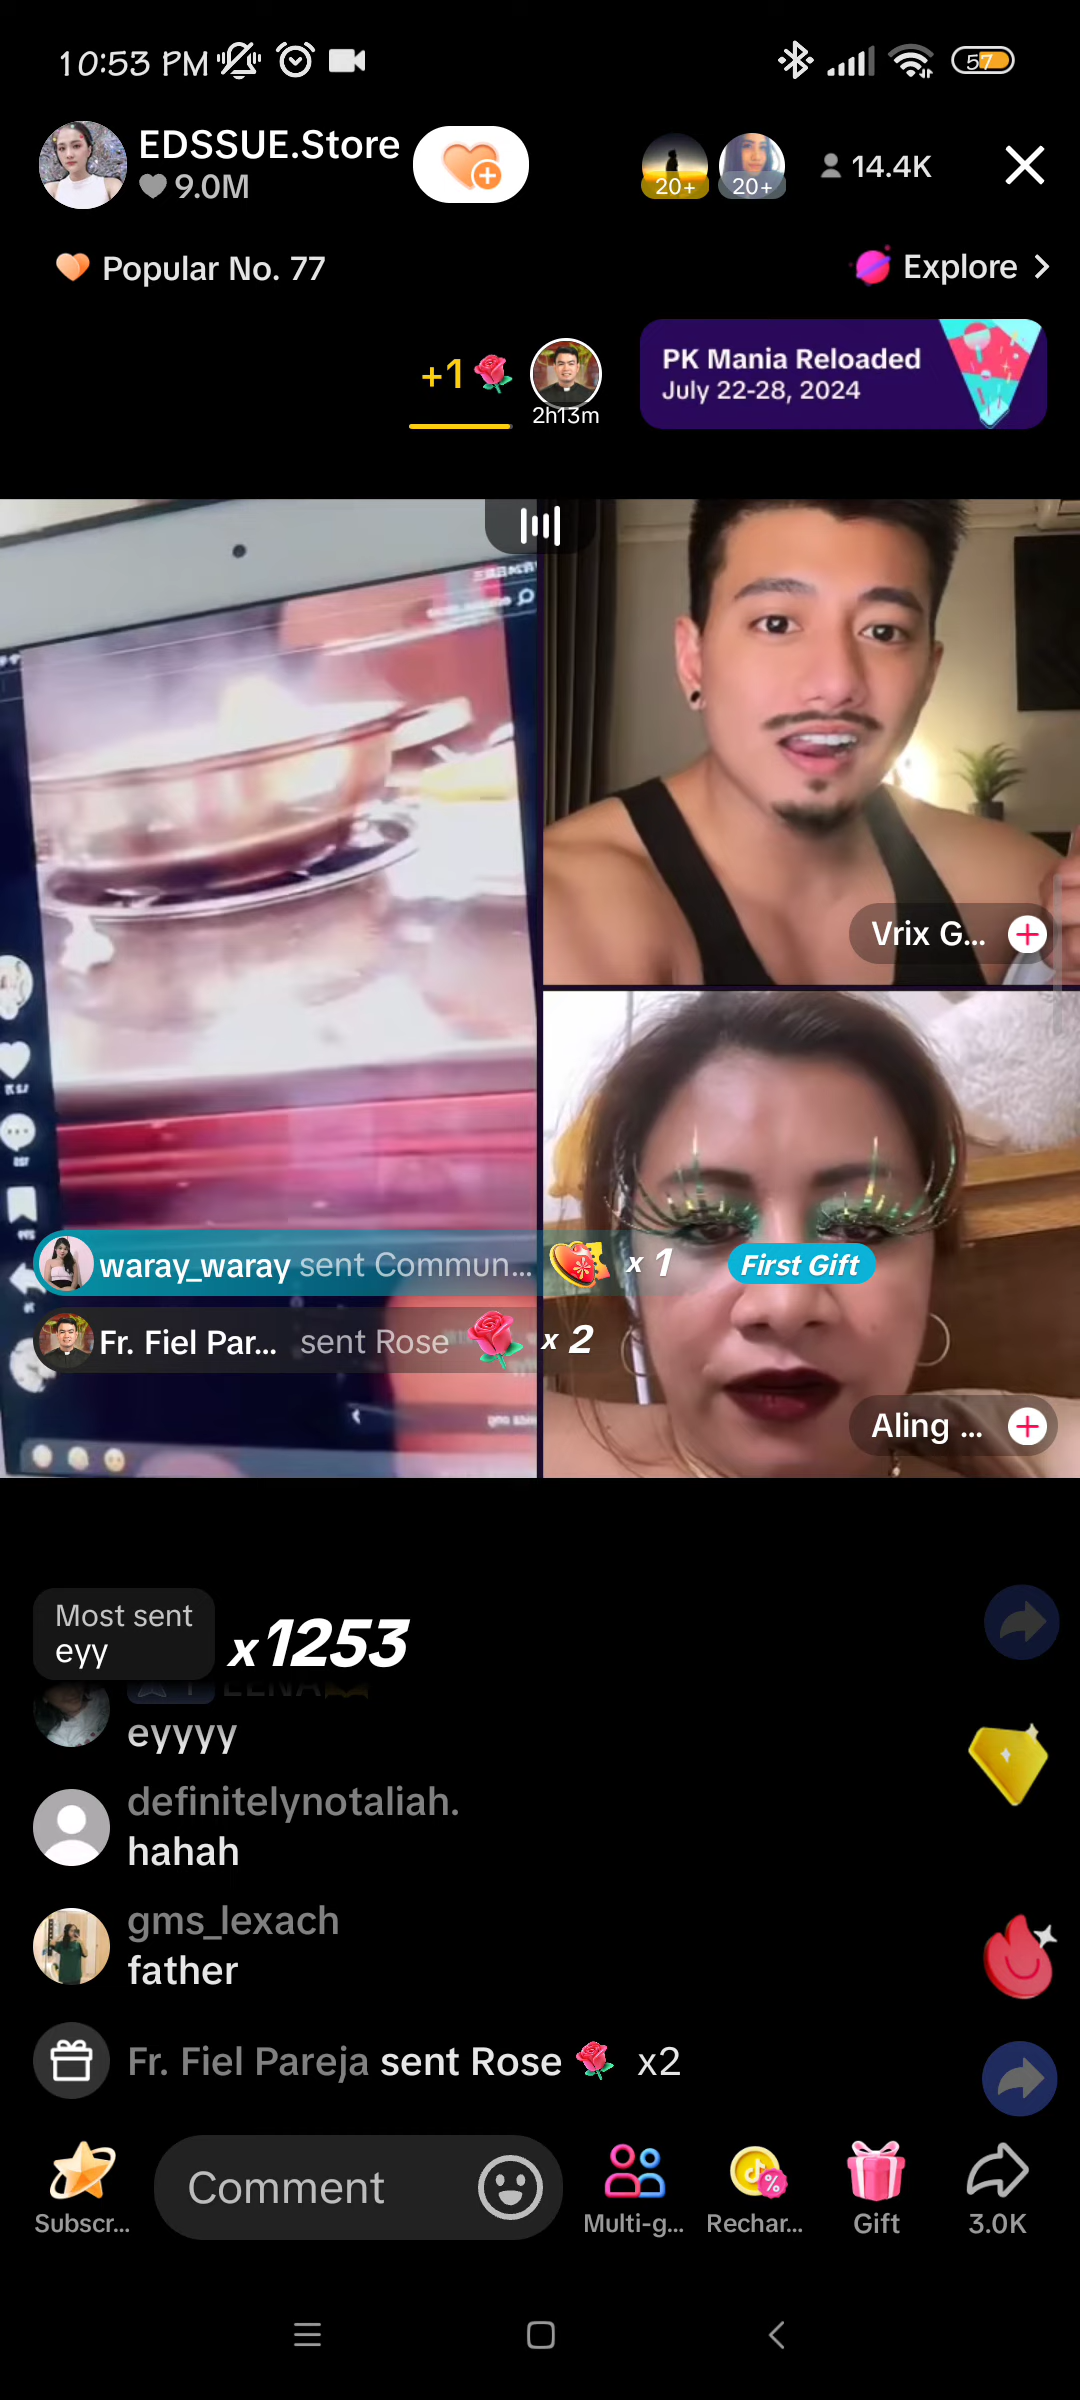 10:53 PM
57
EDSSUE.Store
9.0M
20+
20+
14.4K
Popular No. 77
Explore
+1
2h13m
PK Mania Reloaded
July 22-28, 2024
Vrix G...
waray_waray sent Commun... x 1
First Gift
Fr. Fiel Par... sent Rose x 2
Aling ...
Most sent
eyy
x1253
eyyyy
definitelynotaliah.
hahah
gms_lexach
father
Fr. Fiel Pareja sent Rose x2
Comment
Subscr...
Multi-g...
Rechar...
Gift
3.0K